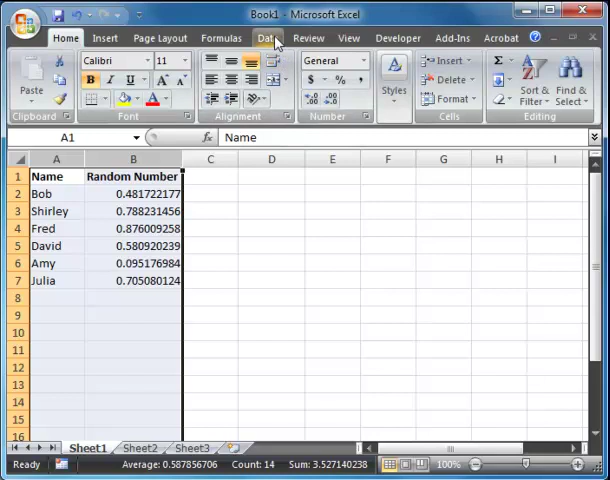 Book1 - Microsoft Excel
Home Insert Page Layout Formulas Data Review View Developer Add-Ins Acrobat
Calibri 11 General Insert Σ
B I U A A $ % , Delete
Paste A Styles Format Sort & Filter Find & Select
Clipboard Font Alignment Number Cells Editing
A1 fx Name
A B C D E F G H I
1 Name Random Number
2 Bob 0.481722177
3 Shirley 0.788231456
4 Fred 0.876009258
5 David 0.580920239
6 Amy 0.095176984
7 Julia 0.705080124
8
9
10
11
12
13
14
15
16
Sheet1 Sheet2 Sheet3
Ready Average: 0.587856706 Count: 14 Sum: 3.527140238 100%